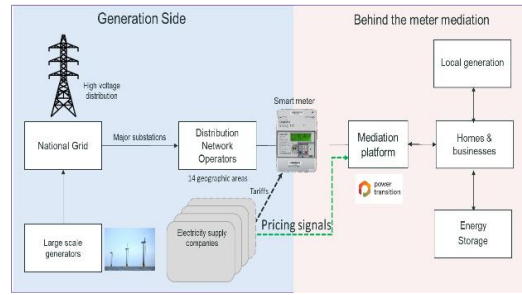 Generation Side
Behind the meter mediation
High voltage
distribution
Smart meter
Local generation
National Grid
Major substations
Distribution
Network
Operators
Mediation
platform
Homes &
businesses
14 geographic areas
Tariffs
power
transition
Pricing signals
Large scale
generators
Electricity supply
companies
Energy
Storage